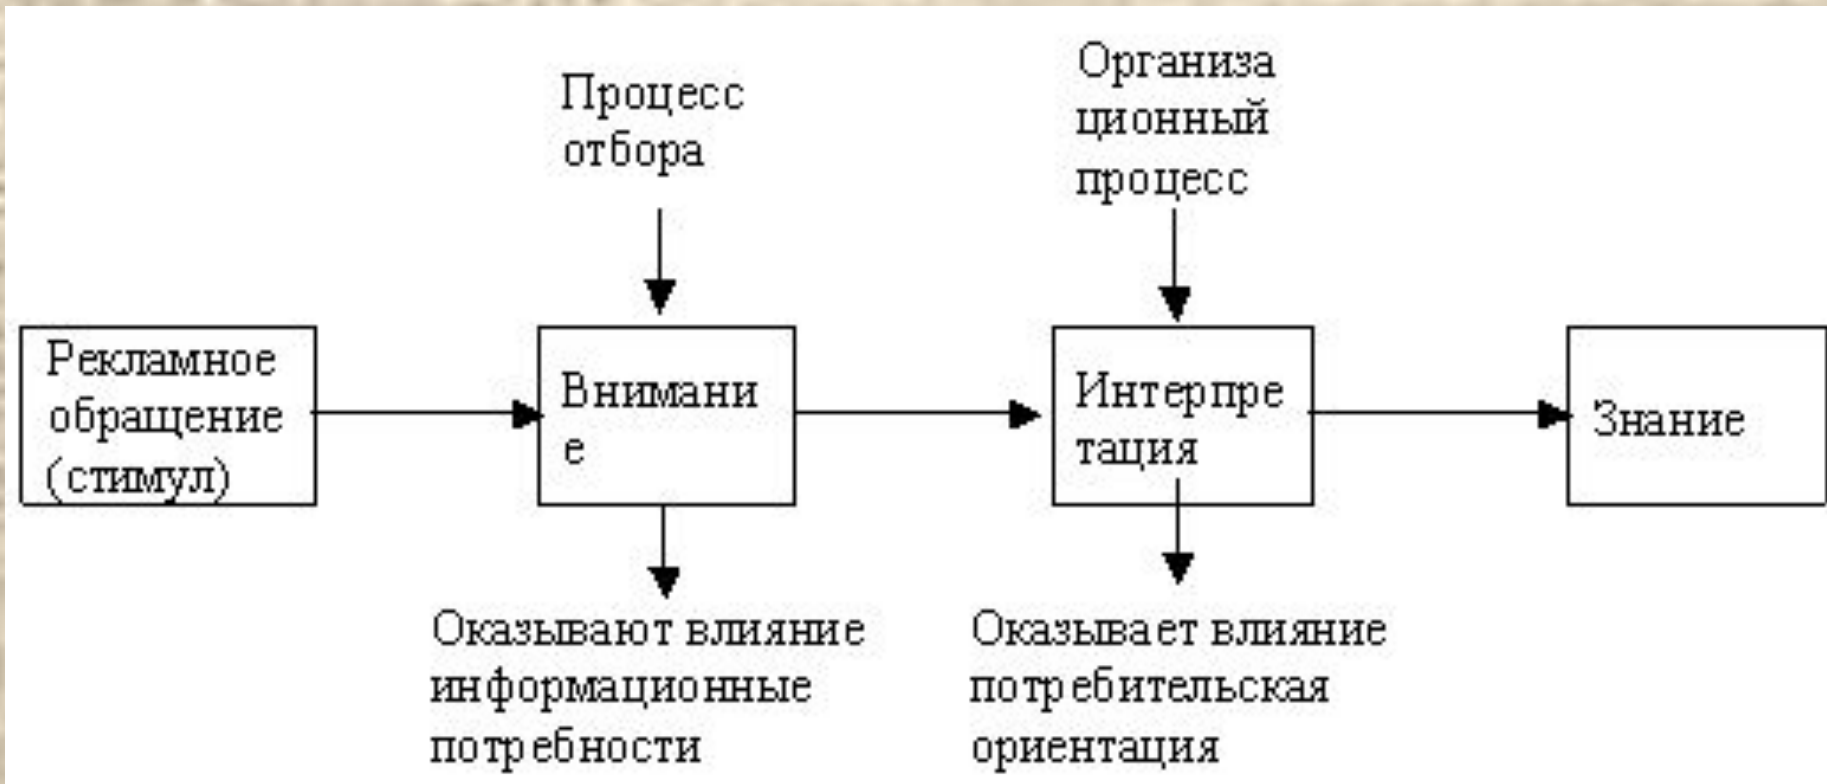 Процесс
отбора
Организа
ционный
процесс
Рекламное
обращение
(стимул)
Внимани
е
Интерпре
тация
Знание
Оказывают влияние
информационные
потребности
Оказывает влияние
потребительская
ориентация